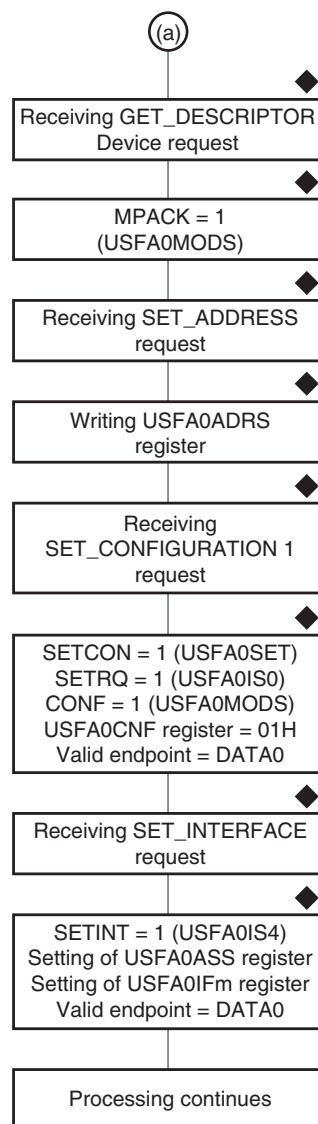 (a)
Receiving GET_DESCRIPTOR
Device request
MPACK = 1
(USFA0MODS)
Receiving SET_ADDRESS
request
Writing USFA0ADRS
register
Receiving
SET_CONFIGURATION 1
request
SETCON = 1 (USFA0SET)
SETRQ = 1 (USFA0IS0)
CONF = 1 (USFA0MODS)
USFA0CNF register = 01H
Valid endpoint = DATA0
Receiving SET_INTERFACE
request
SETINT = 1 (USFA0IS4)
Setting of USFA0ASS register
Setting of USFA0IFm register
Valid endpoint = DATA0
Processing continues